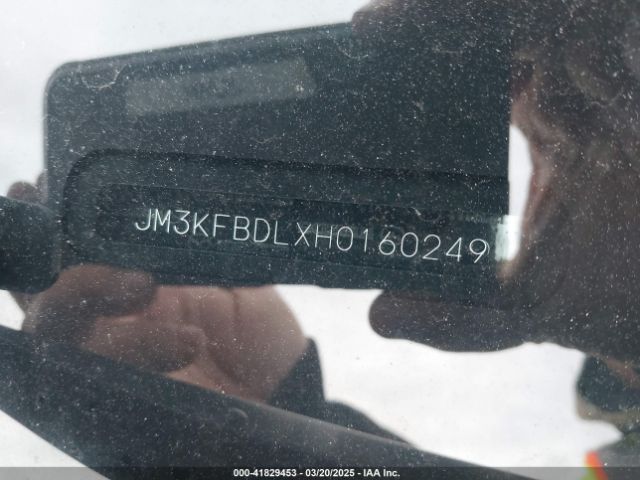 JM3KFBDLXH0160249
000-41829453 — 03/20/2025 — IAA Inc.